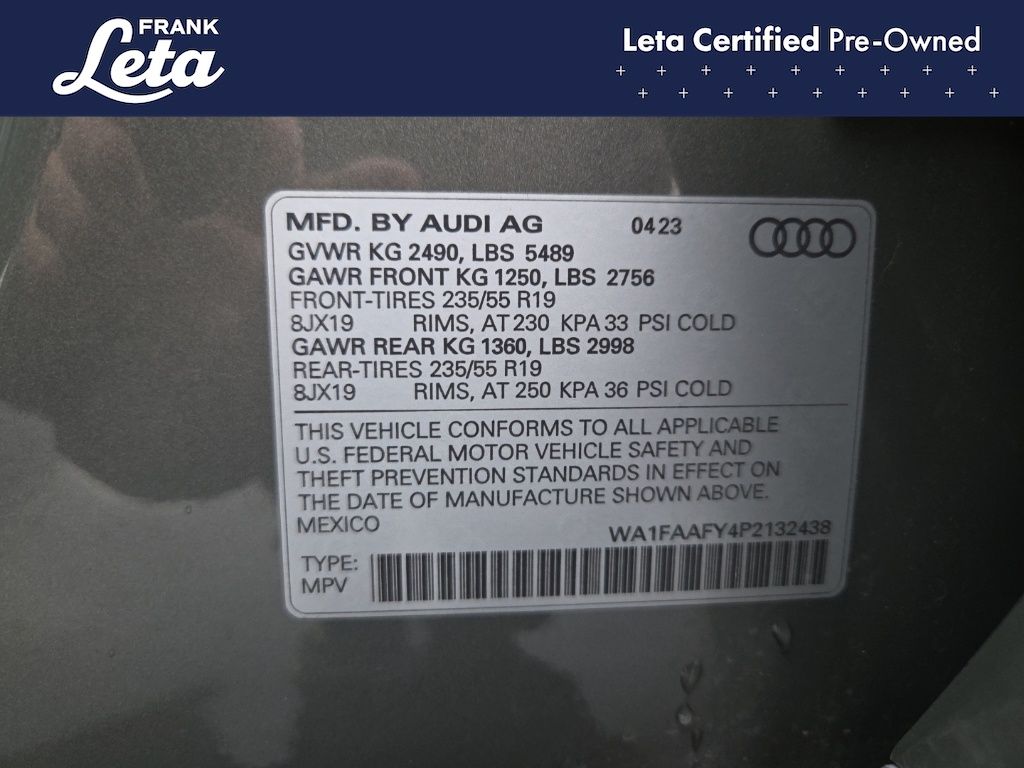 FRANK
Leta
Leta Certified Pre-Owned
MFD. BY AUDI AG 0423
GVWR KG 2490, LBS 5489
GAWR FRONT KG 1250, LBS 2756
FRONT-TIRES 235/55 R19
8JX19 RIMS, AT 230 KPA 33 PSI COLD
GAWR REAR KG 1360, LBS 2998
REAR-TIRES 235/55 R19
8JX19 RIMS, AT 250 KPA 36 PSI COLD
THIS VEHICLE CONFORMS TO ALL APPLICABLE
U.S. FEDERAL MOTOR VEHICLE SAFETY AND
THEFT PREVENTION STANDARDS IN EFFECT ON
THE DATE OF MANUFACTURE SHOWN ABOVE.
MEXICO WA1FAAFY4P2132438
TYPE:
MPV